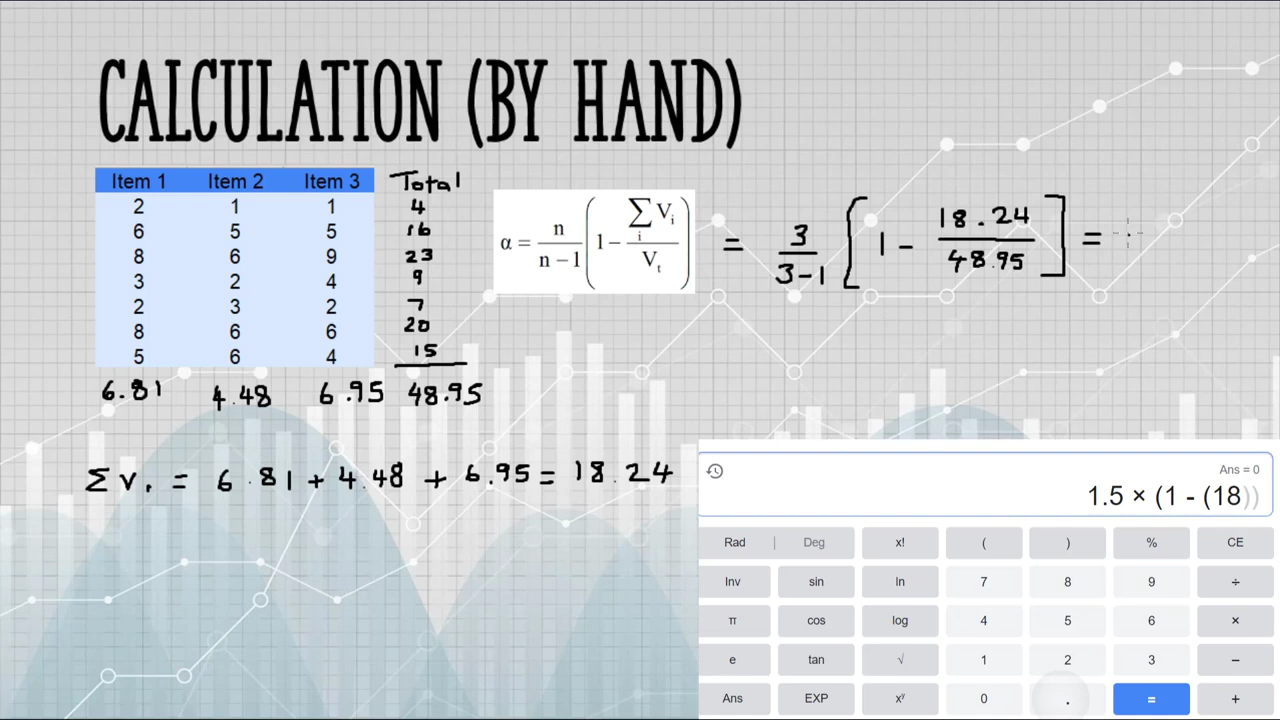 CALCULATION (BY HAND)
Item 1 Item 2 Item 3 Total
2 1 1 4
6 5 5 16
8 6 9 23
3 2 4 9
2 3 2 7
8 6 6 20
5 6 4 15
6.81 4.48 6.95 48.95
α = n / n − 1 ( 1 − ∑ i Vi / Vt ) = 3 / 3-1 [ 1 - 18.24 / 48.95 ] =
Σ Vi = 6.81 + 4.48 + 6.95 = 18.24
Ans = 0
1.5 × (1 - (18))
Rad | Deg x! ( ) % CE
Inv sin ln 7 8 9 ÷
π cos log 4 5 6 ×
e tan √ 1 2 3 −
Ans EXP xʸ 0 . = +